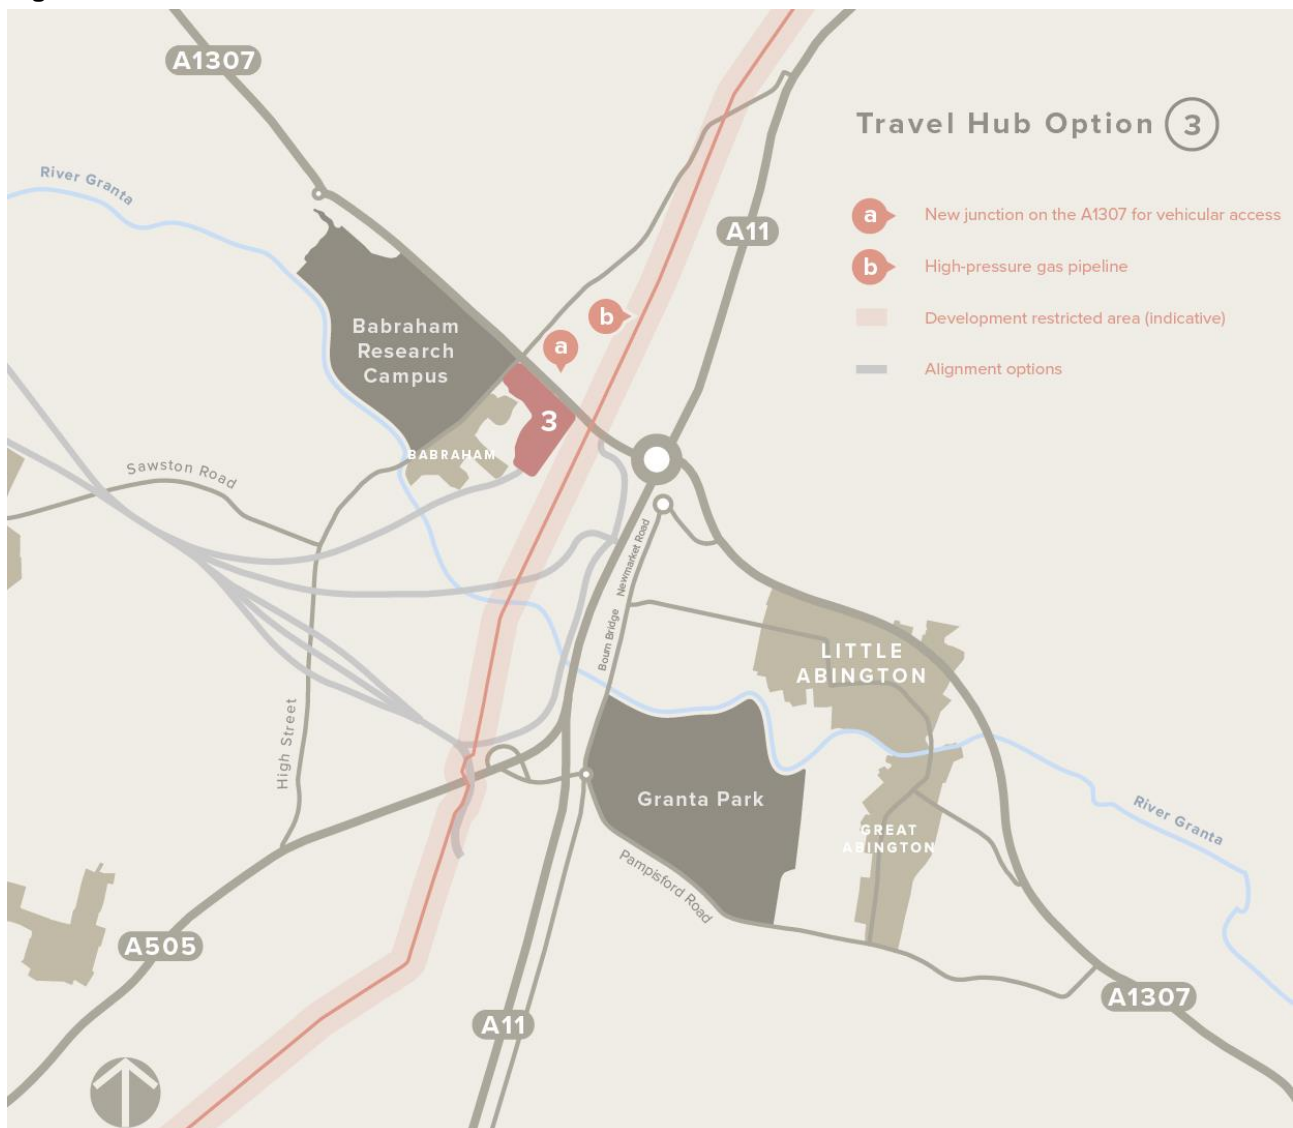 A1307
Travel Hub Option 3
River Granta
a New junction on the A1307 for vehicular access
A11
b High-pressure gas pipeline
b
Development restricted area (indicative)
Babraham
Research
Campus
a
Alignment options
3
BABRAHAM
Sawston Road
Newmarket Road
Bourn Bridge
LITTLE
ABINGTON
High Street
Granta Park
River Granta
GREAT
ABINGTON
Pampisford Road
A505
A1307
A11